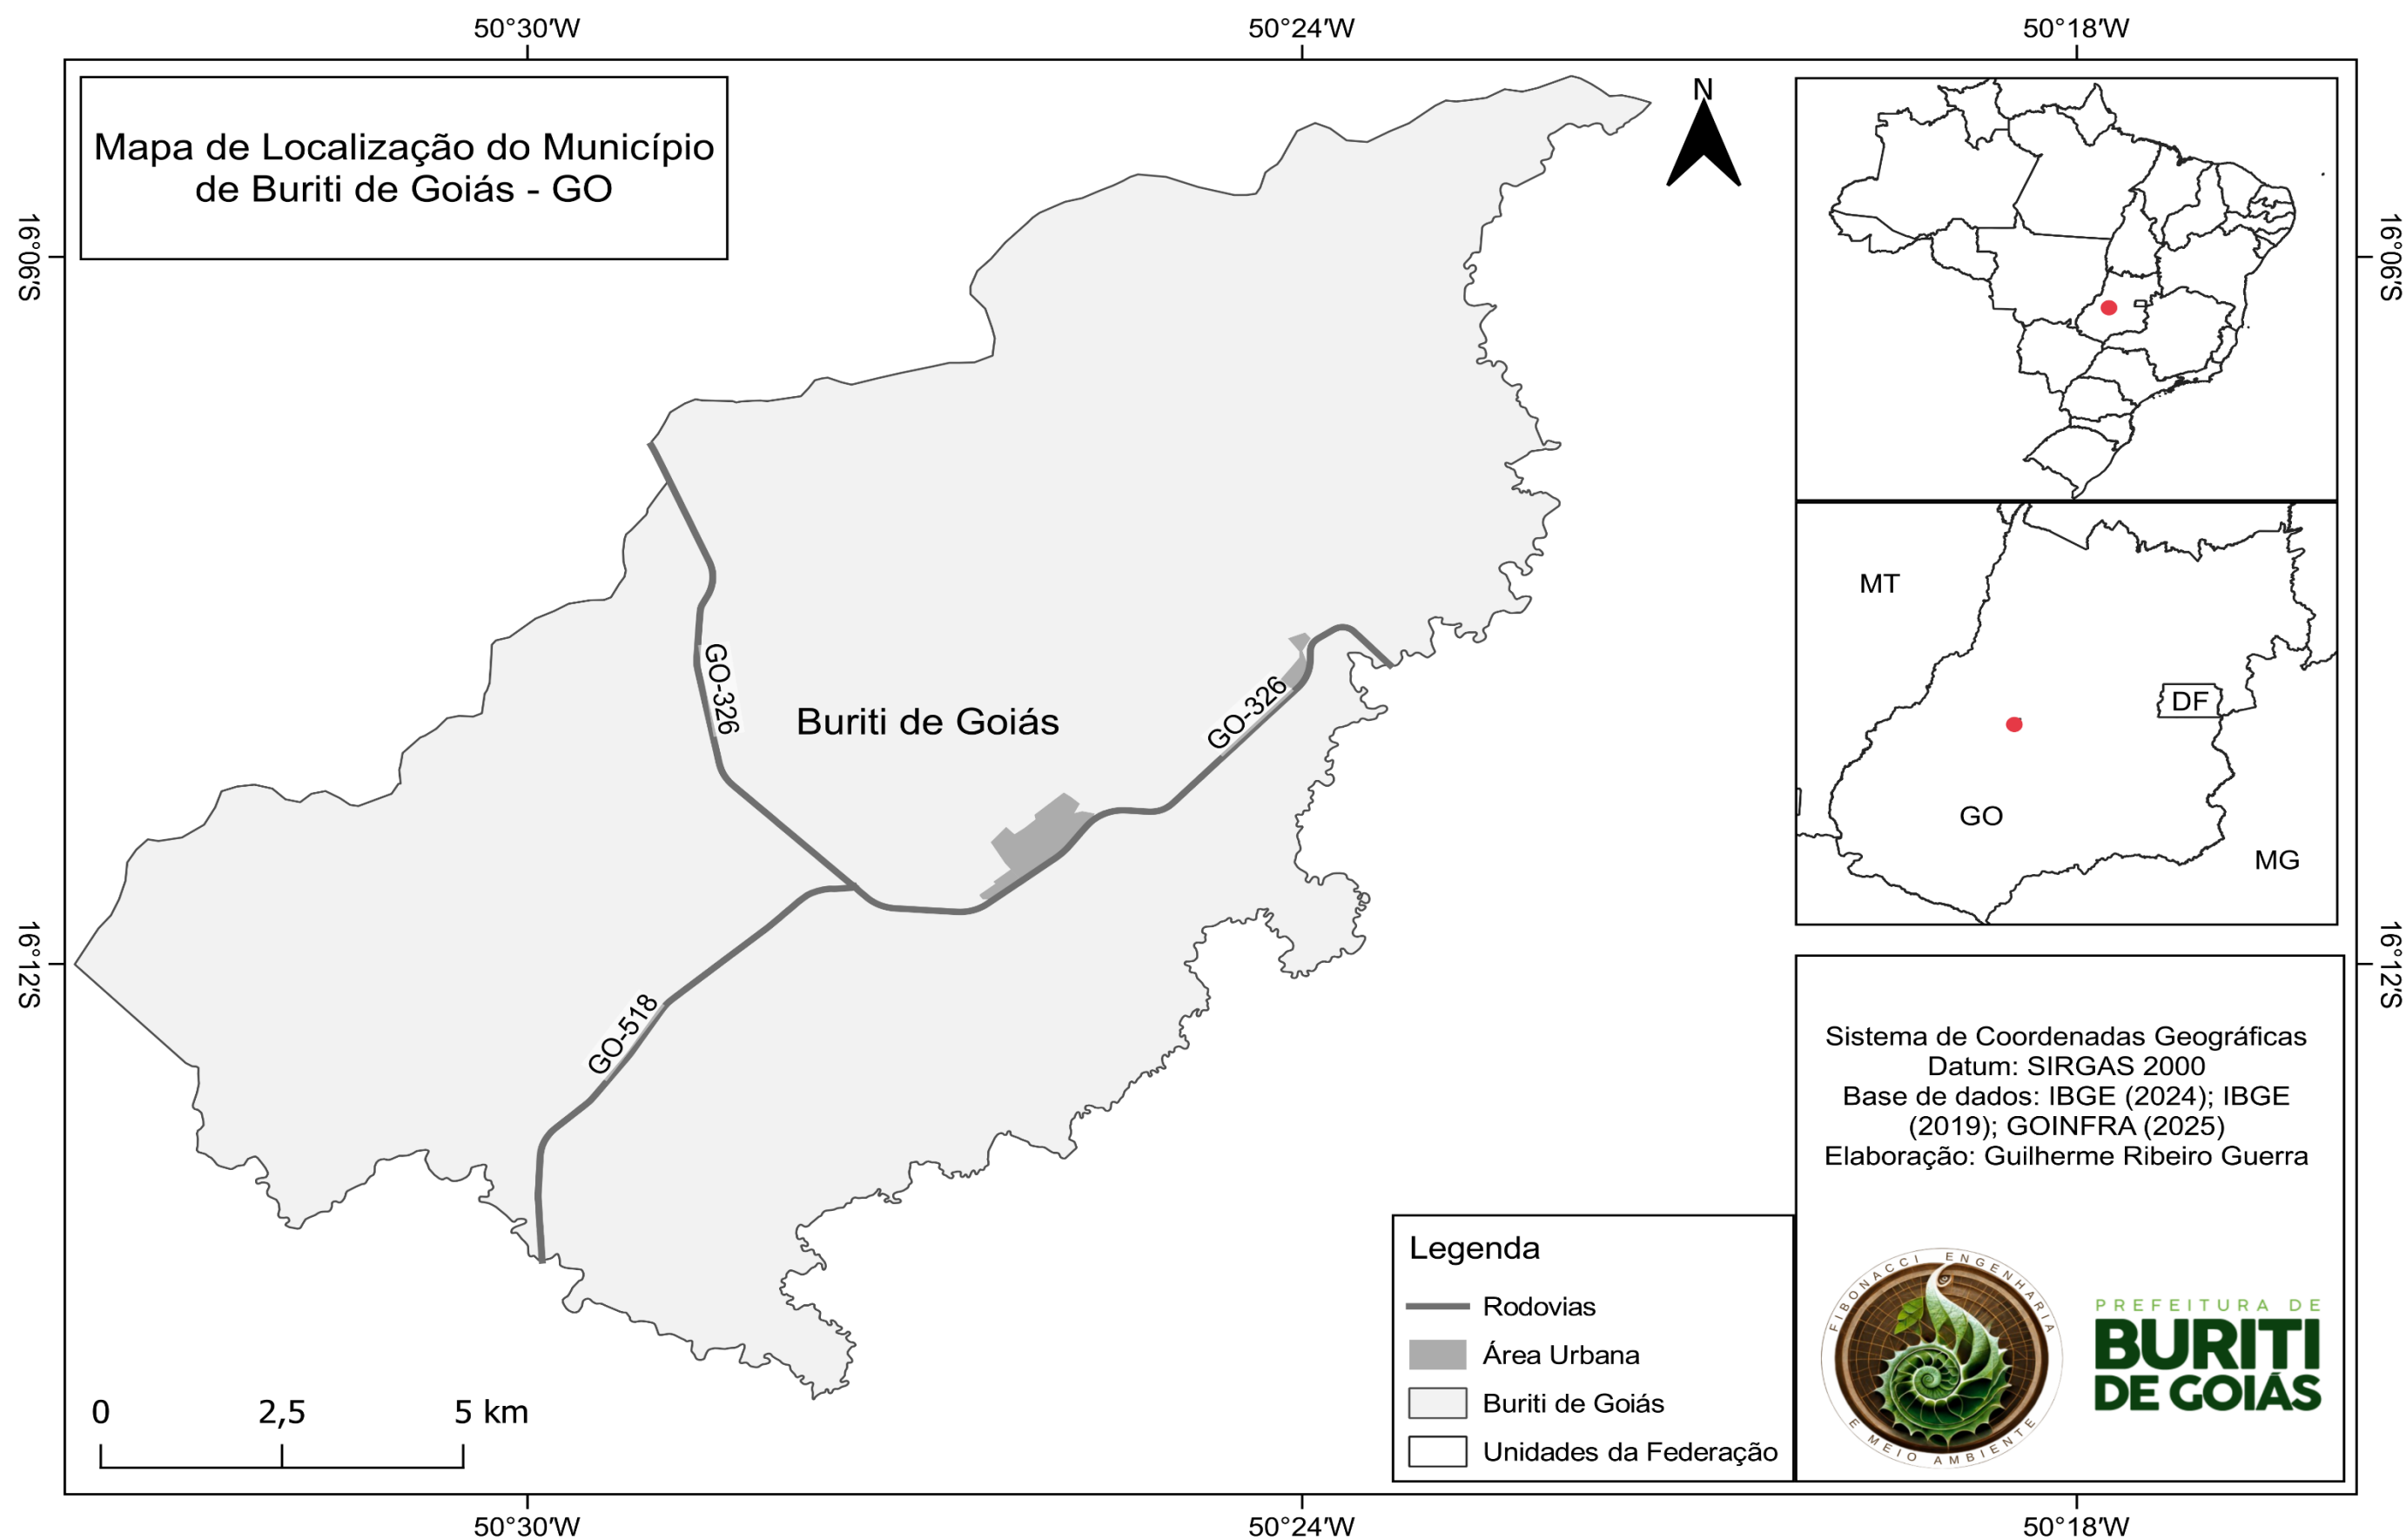 50°30'W
50°24'W
50°18'W
Mapa de Localização do Município
de Buriti de Goiás - GO
N
16°06'S
16°06'S
MT
GO-326
GO-326
Buriti de Goiás
DF
GO
MG
16°12'S
16°12'S
GO-518
Sistema de Coordenadas Geográficas
Datum: SIRGAS 2000
Base de dados: IBGE (2024); IBGE
(2019); GOINFRA (2025)
Elaboração: Guilherme Ribeiro Guerra
Legenda
Rodovias
Área Urbana
Buriti de Goiás
Unidades da Federação
FIBONACCI ENGENHARIA
E MEIO AMBIENTE
PREFEITURA DE
BURITI
DE GOIÁS
0 2,5 5 km
50°30'W
50°24'W
50°18'W